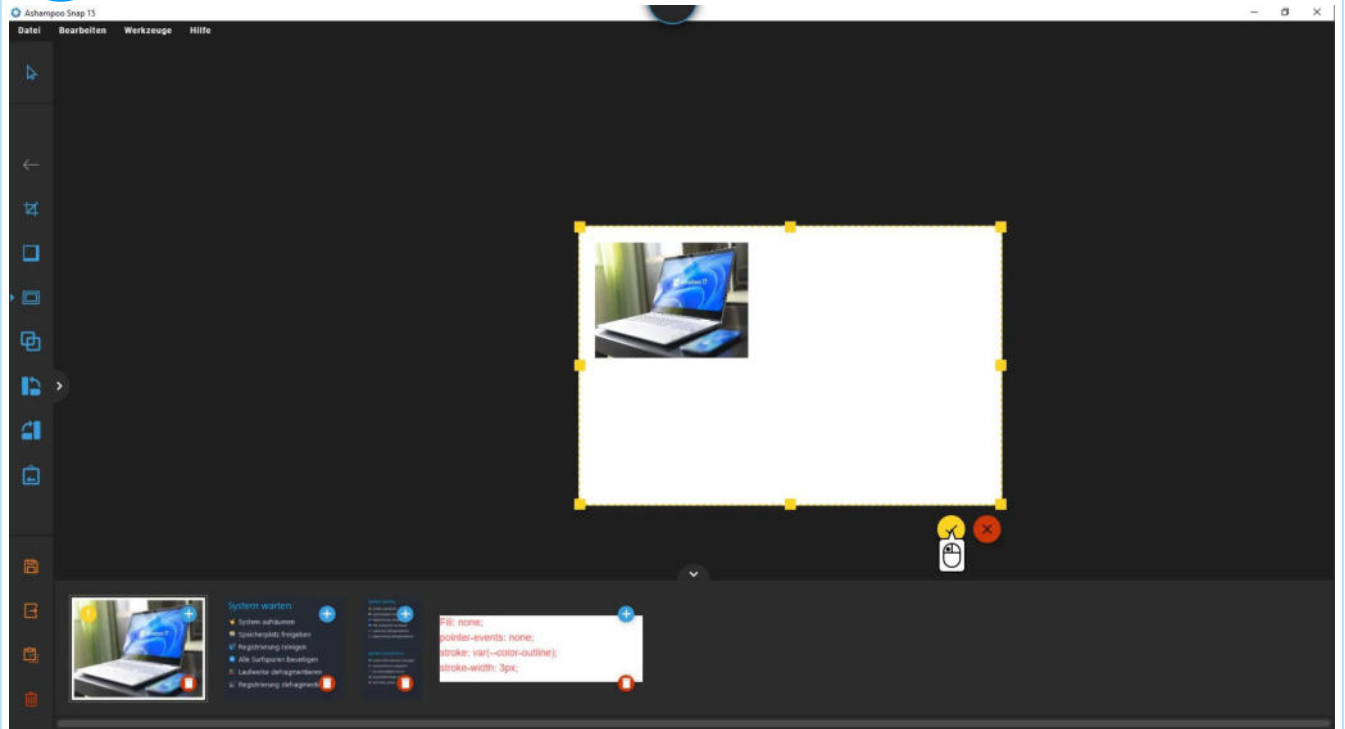 Ashampoo Snap 15
Datei Bearbeiten Werkzeuge Hilfe
System warten
System aufräumen
Speicherplatz freigeben
Registrierung reinigen
Alle Surfspuren beseitigen
Laufwerke defragmentieren
Registrierung defragmen
Fill: none;
pointer-events: none;
stroke: var(--color-outline);
stroke-width: 3px;